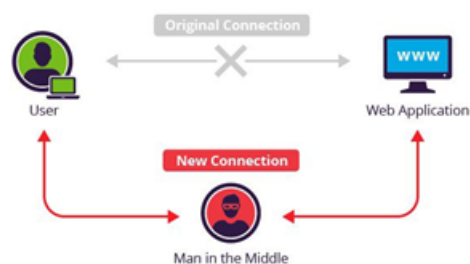 Original Connection
www
User
Web Application
New Connection
Man in the Middle